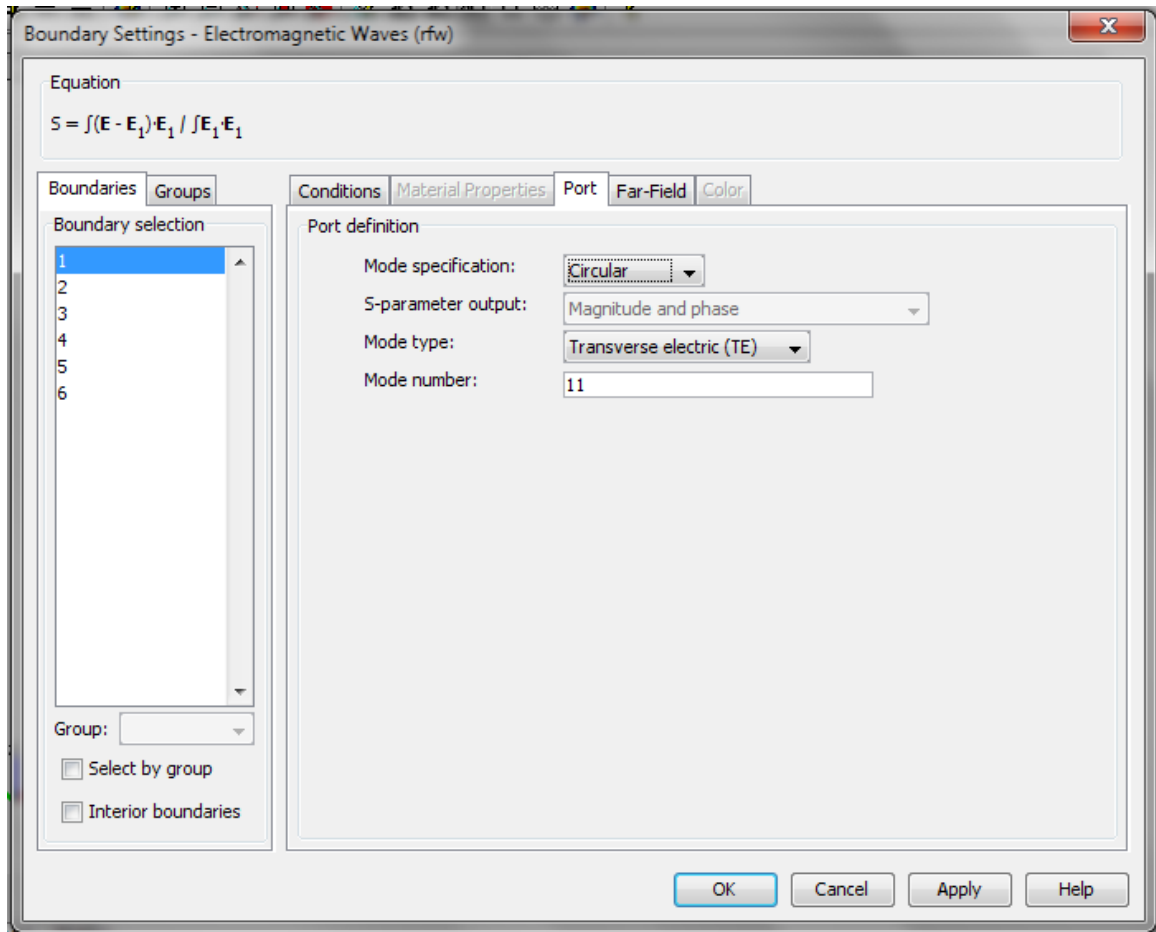 Boundary Settings - Electromagnetic Waves (rfw)
Equation
S = ∫(E - E₁)·E₁ / ∫E₁·E₁
Boundaries Groups
Conditions Material Properties Port Far-Field Color
Boundary selection
1
2
3
4
5
6
Group:
Select by group
Interior boundaries
Port definition
Mode specification: Circular
S-parameter output: Magnitude and phase
Mode type: Transverse electric (TE)
Mode number: 11
OK Cancel Apply Help